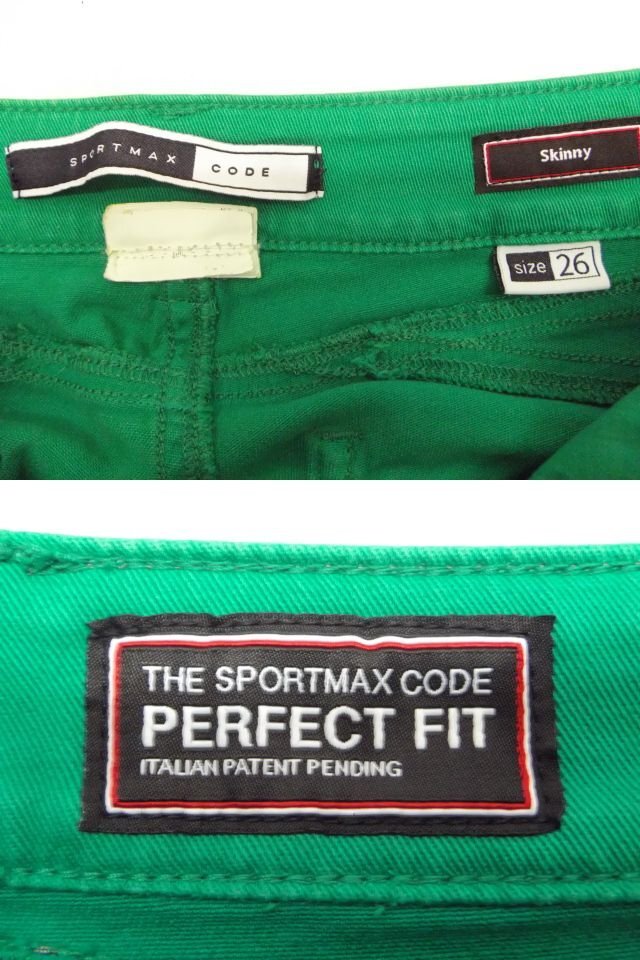 SPORTMAX CODE
Skinny
size 26
THE SPORTMAX CODE
PERFECT FIT
ITALIAN PATENT PENDING